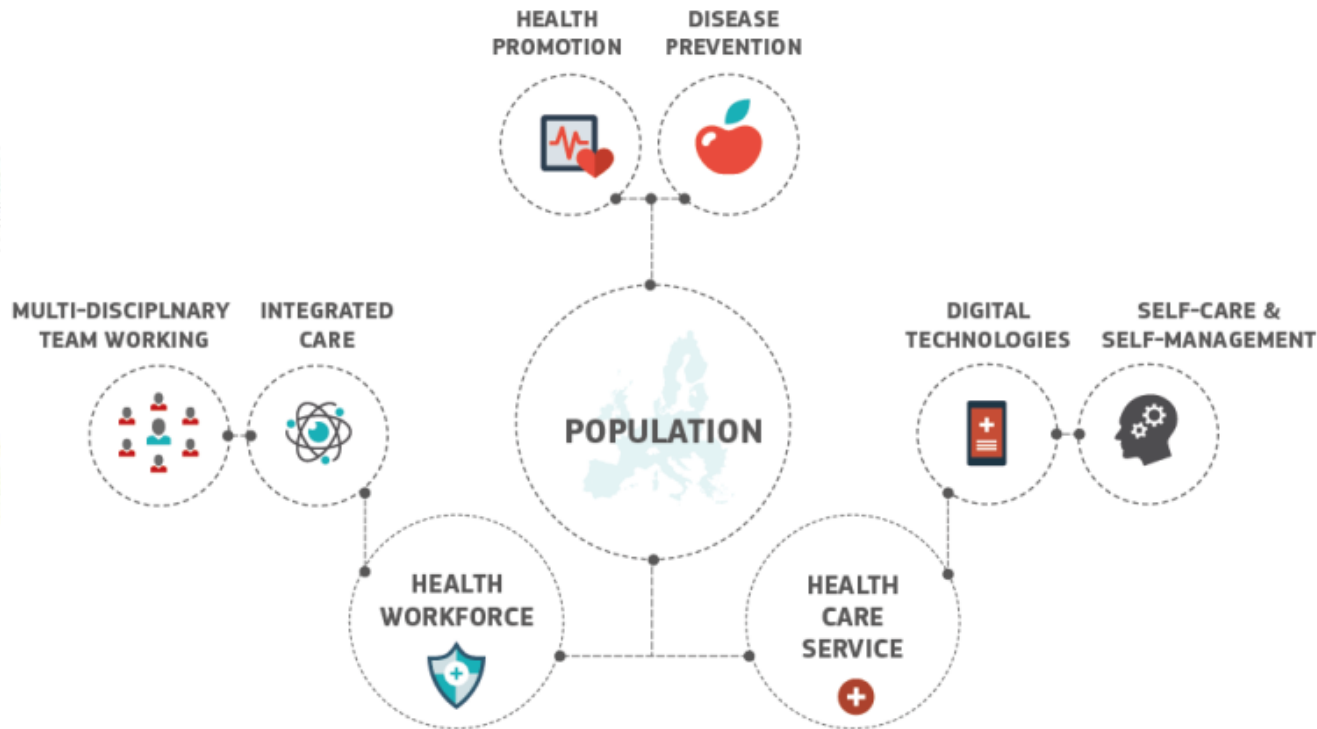 HEALTH
PROMOTION
DISEASE
PREVENTION
MULTI-DISCIPLNARY
TEAM WORKING
INTEGRATED
CARE
DIGITAL
TECHNOLOGIES
SELF-CARE &
SELF-MANAGEMENT
POPULATION
HEALTH
WORKFORCE
HEALTH
CARE
SERVICE